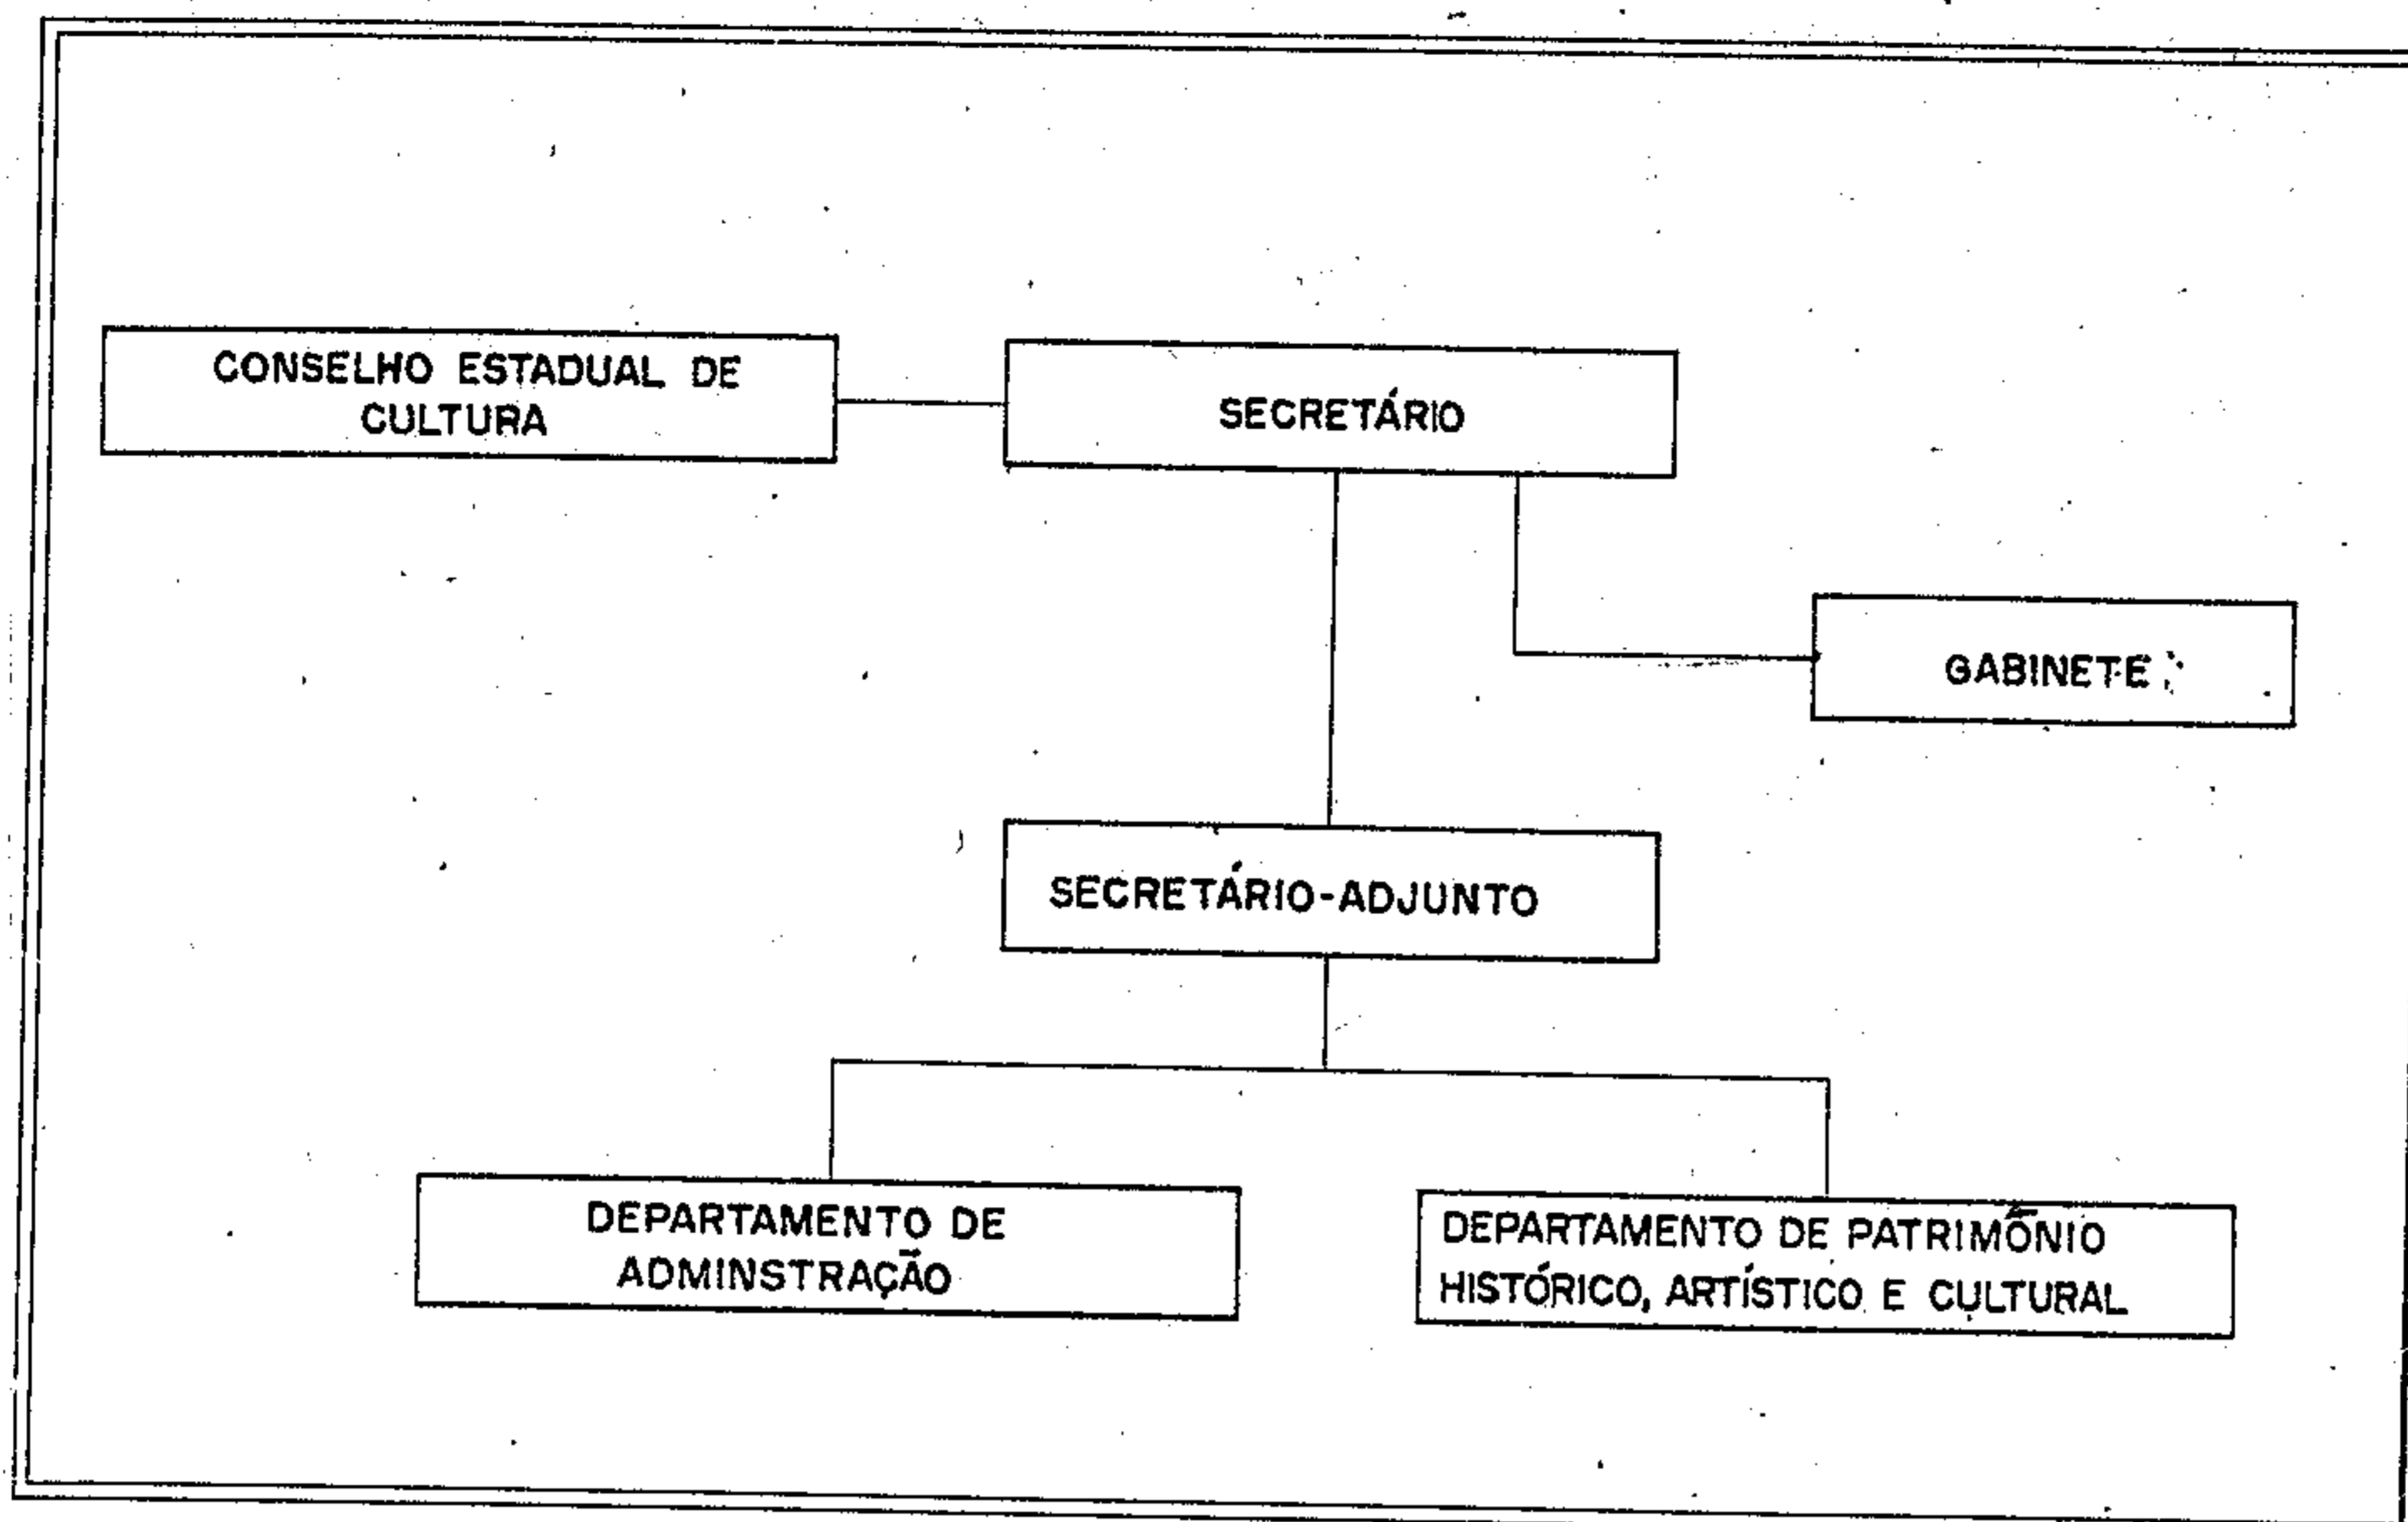 CONSELHO ESTADUAL DE
CULTURA
SECRETÁRIO
GABINETE
SECRETÁRIO-ADJUNTO
DEPARTAMENTO DE
ADMINSTRAÇÃO
DEPARTAMENTO DE PATRIMÔNIO
HISTÓRICO, ARTÍSTICO E CULTURAL